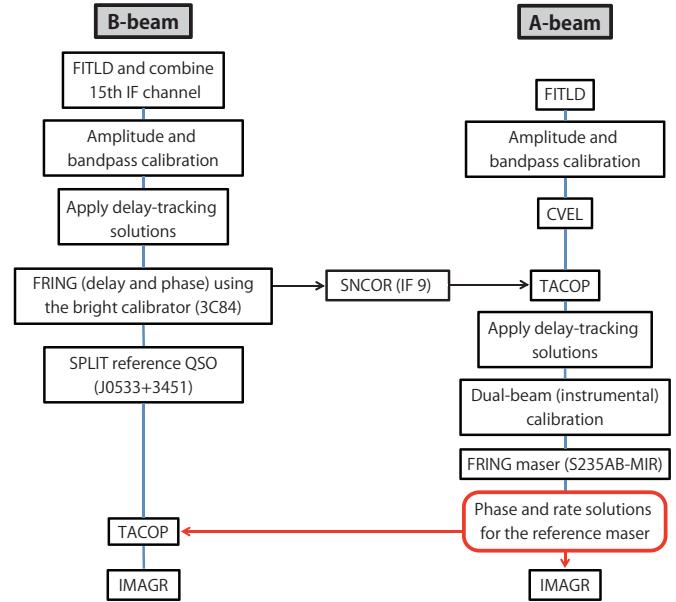 B-beam
FITLD and combine
15th IF channel
Amplitude and
bandpass calibration
Apply delay-tracking
solutions
FRING (delay and phase) using
the bright calibrator (3C84)
SNCOR (IF 9)
SPLIT reference QSO
(J0533+3451)
TACOP
IMAGR
A-beam
FITLD
Amplitude and
bandpass calibration
CVEL
TACOP
Apply delay-tracking
solutions
Dual-beam (instrumental)
calibration
FRING maser (S235AB-MIR)
Phase and rate solutions
for the reference maser
IMAGR